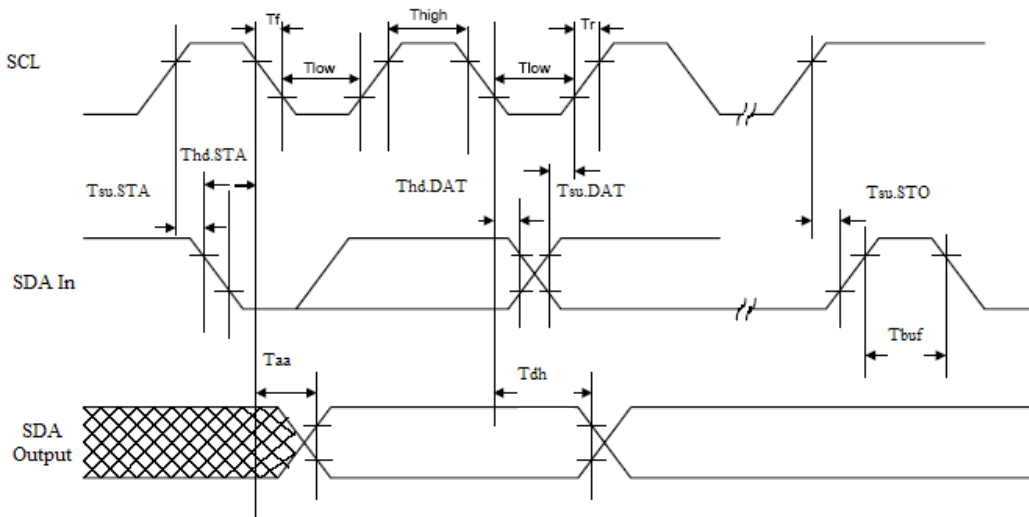 Tf
Thigh
Tr
SCL
Tlow
Tlow
Thd.STA
Tsu.STA
Thd.DAT
Tsu.DAT
Tsu.STO
SDA In
Tbuf
Taa
Tdh
SDA
Output